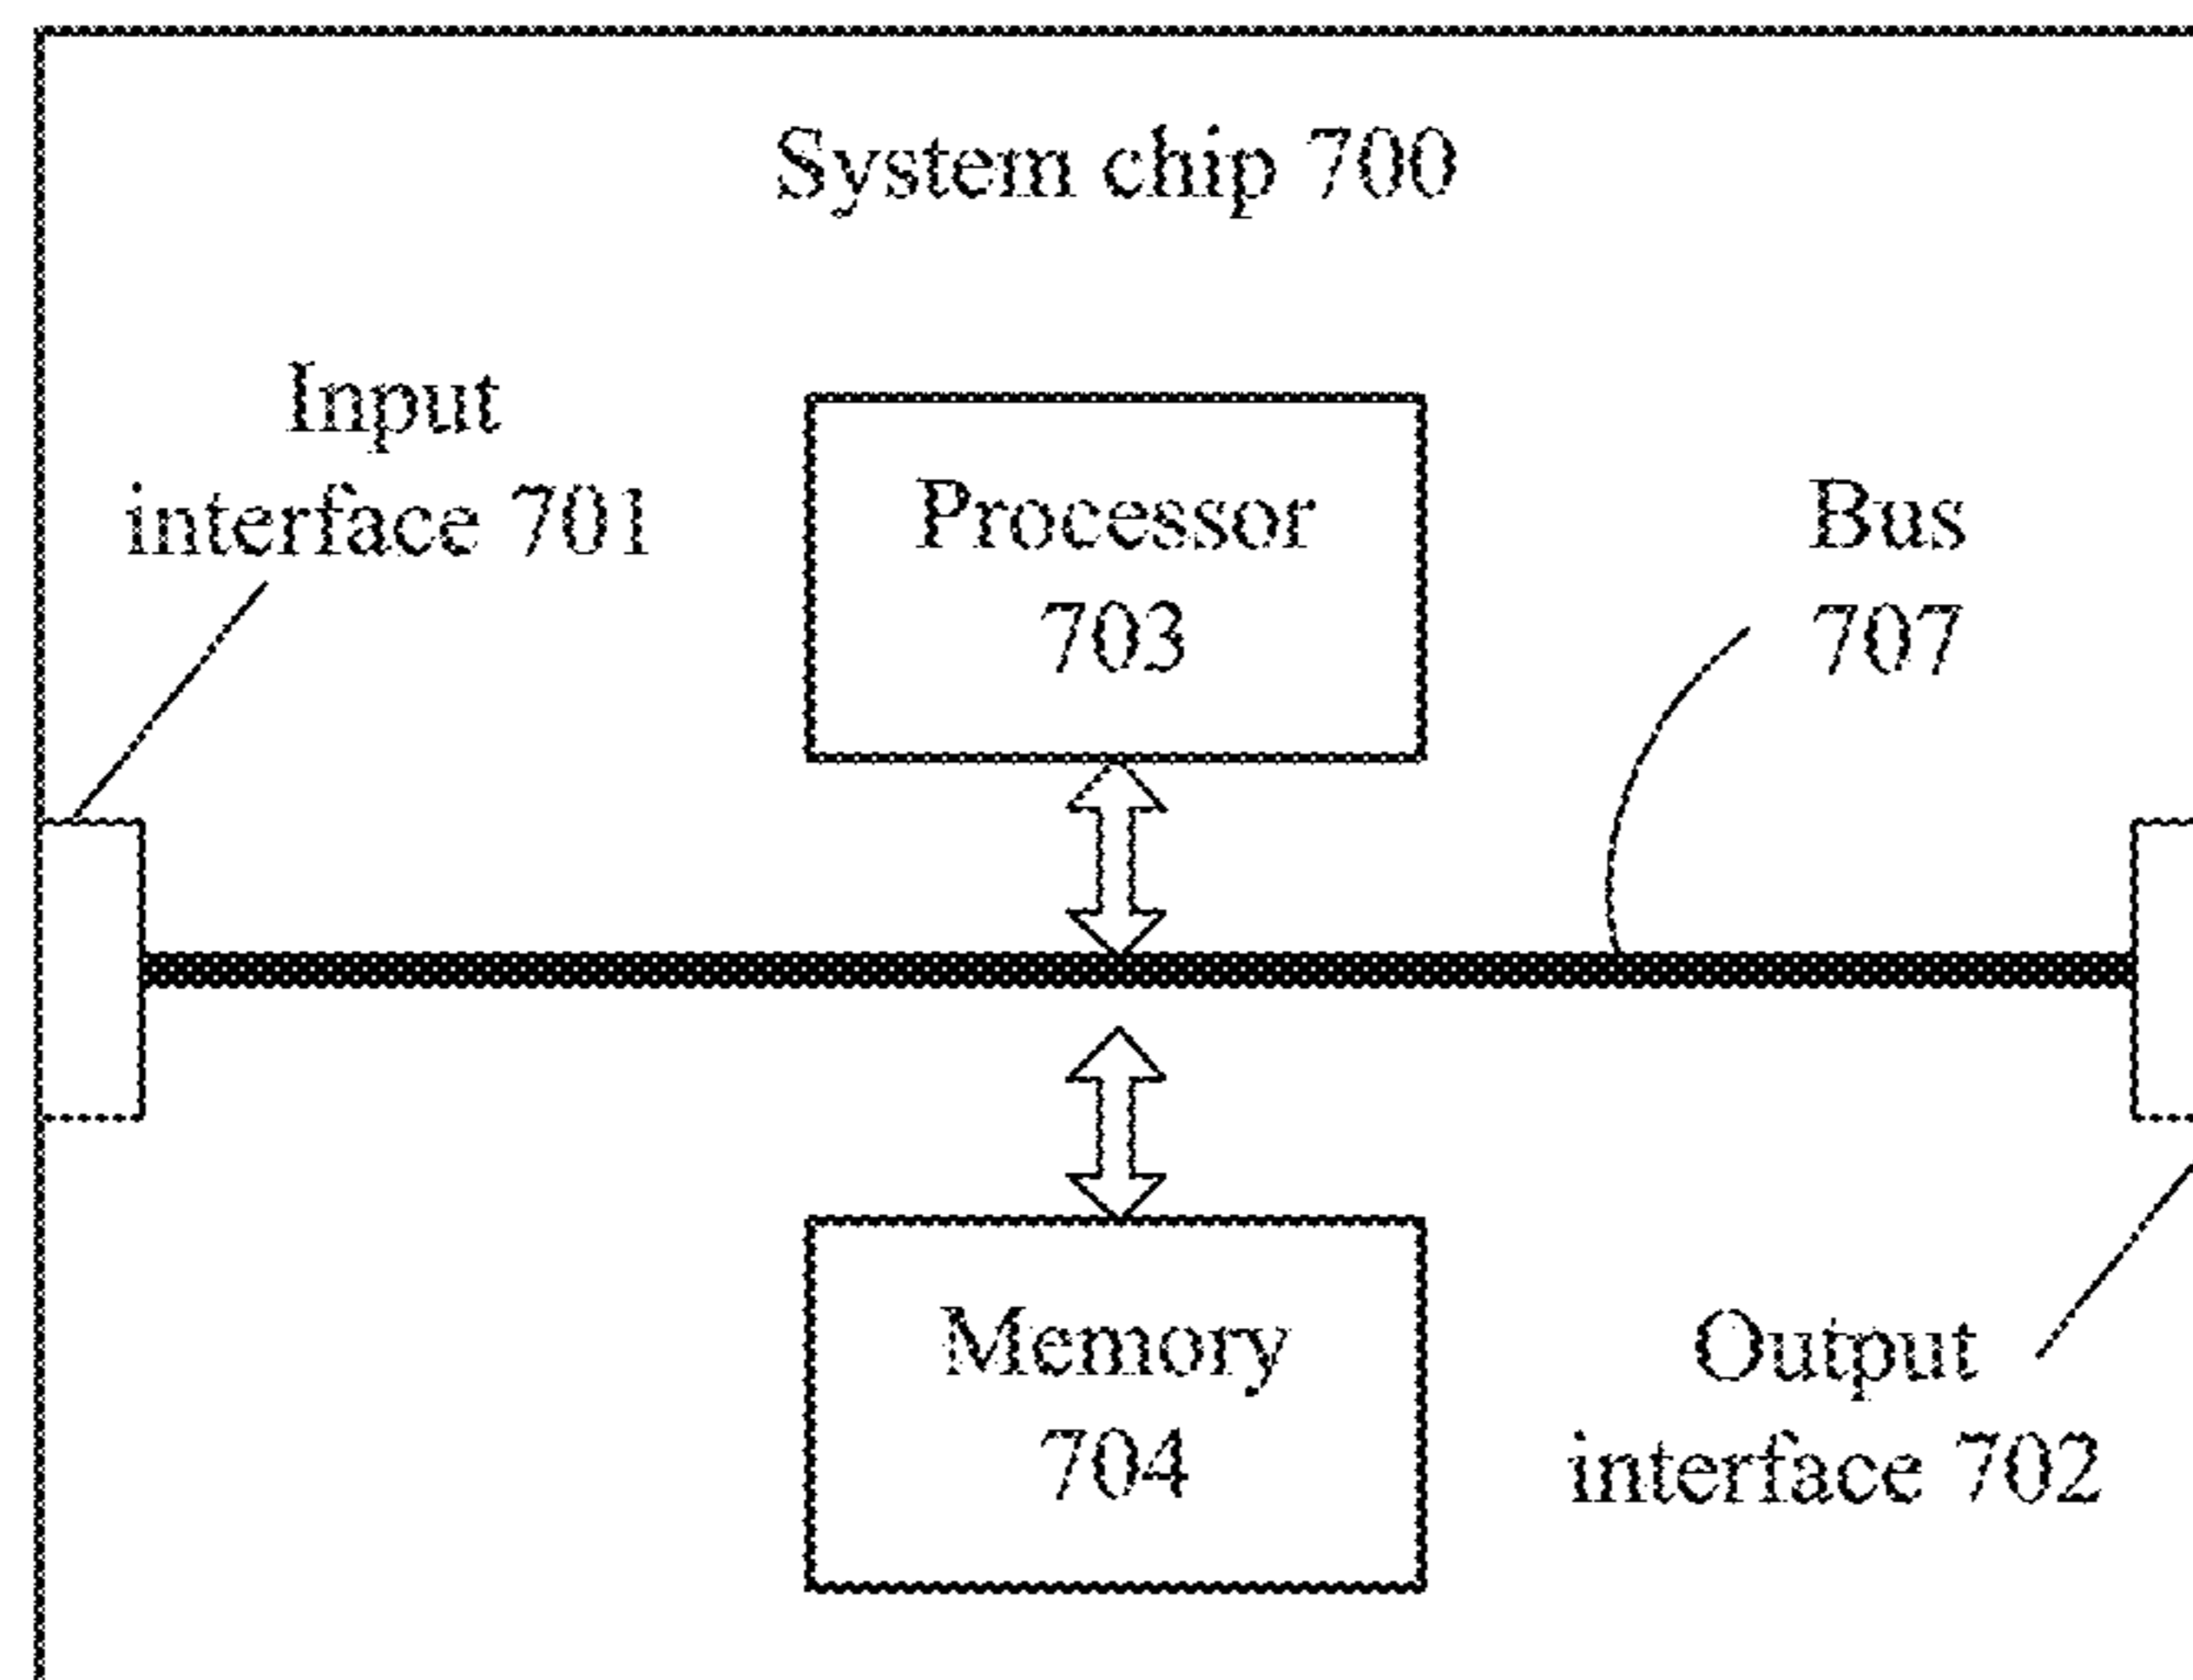 System chip 700
Input
interface 701
Processor
703
Bus
707
Memory
704
Output
interface 702